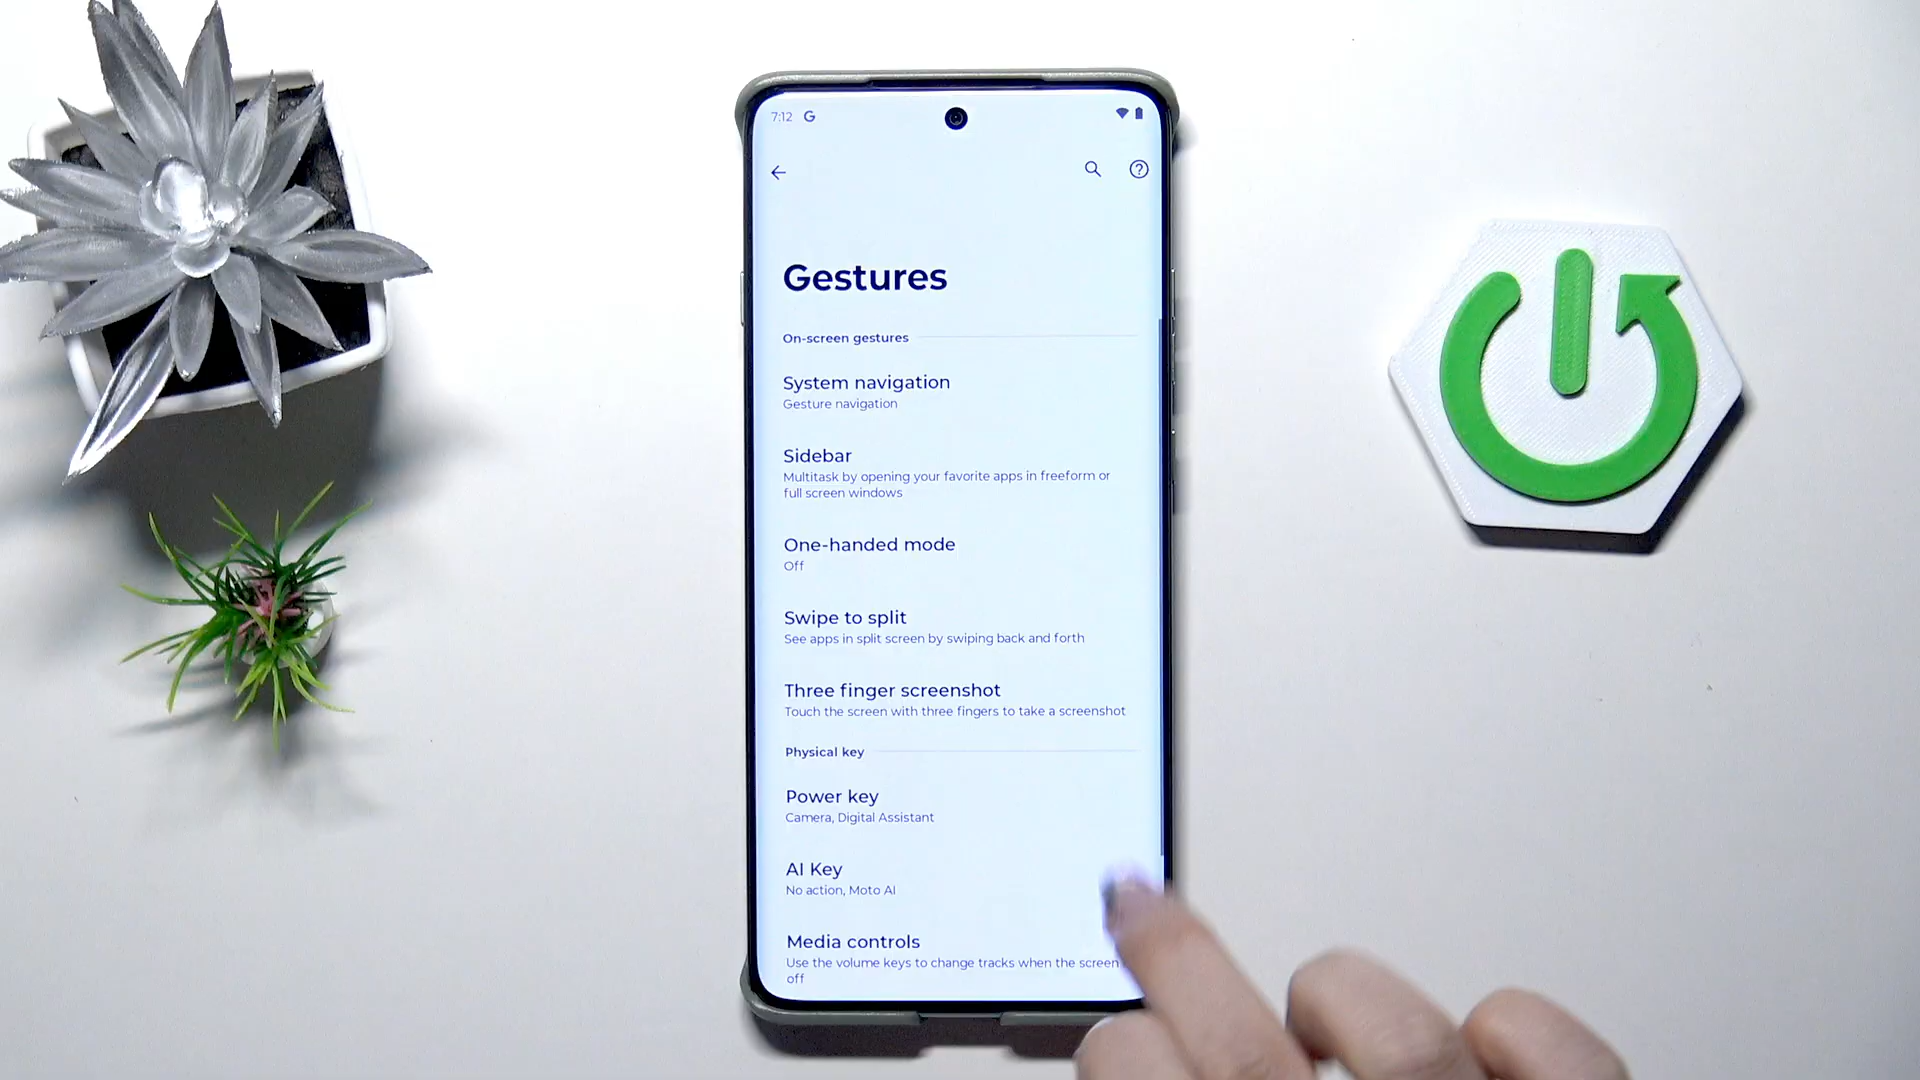 7:12 G
Gestures
On-screen gestures
System navigation
Gesture navigation
Sidebar
Multitask by opening your favorite apps in freeform or
full screen windows
One-handed mode
Off
Swipe to split
See apps in split screen by swiping back and forth
Three finger screenshot
Touch the screen with three fingers to take a screenshot
Physical key
Power key
Camera, Digital Assistant
AI Key
No action, Moto AI
Media controls
Use the volume keys to change tracks when the screen
off